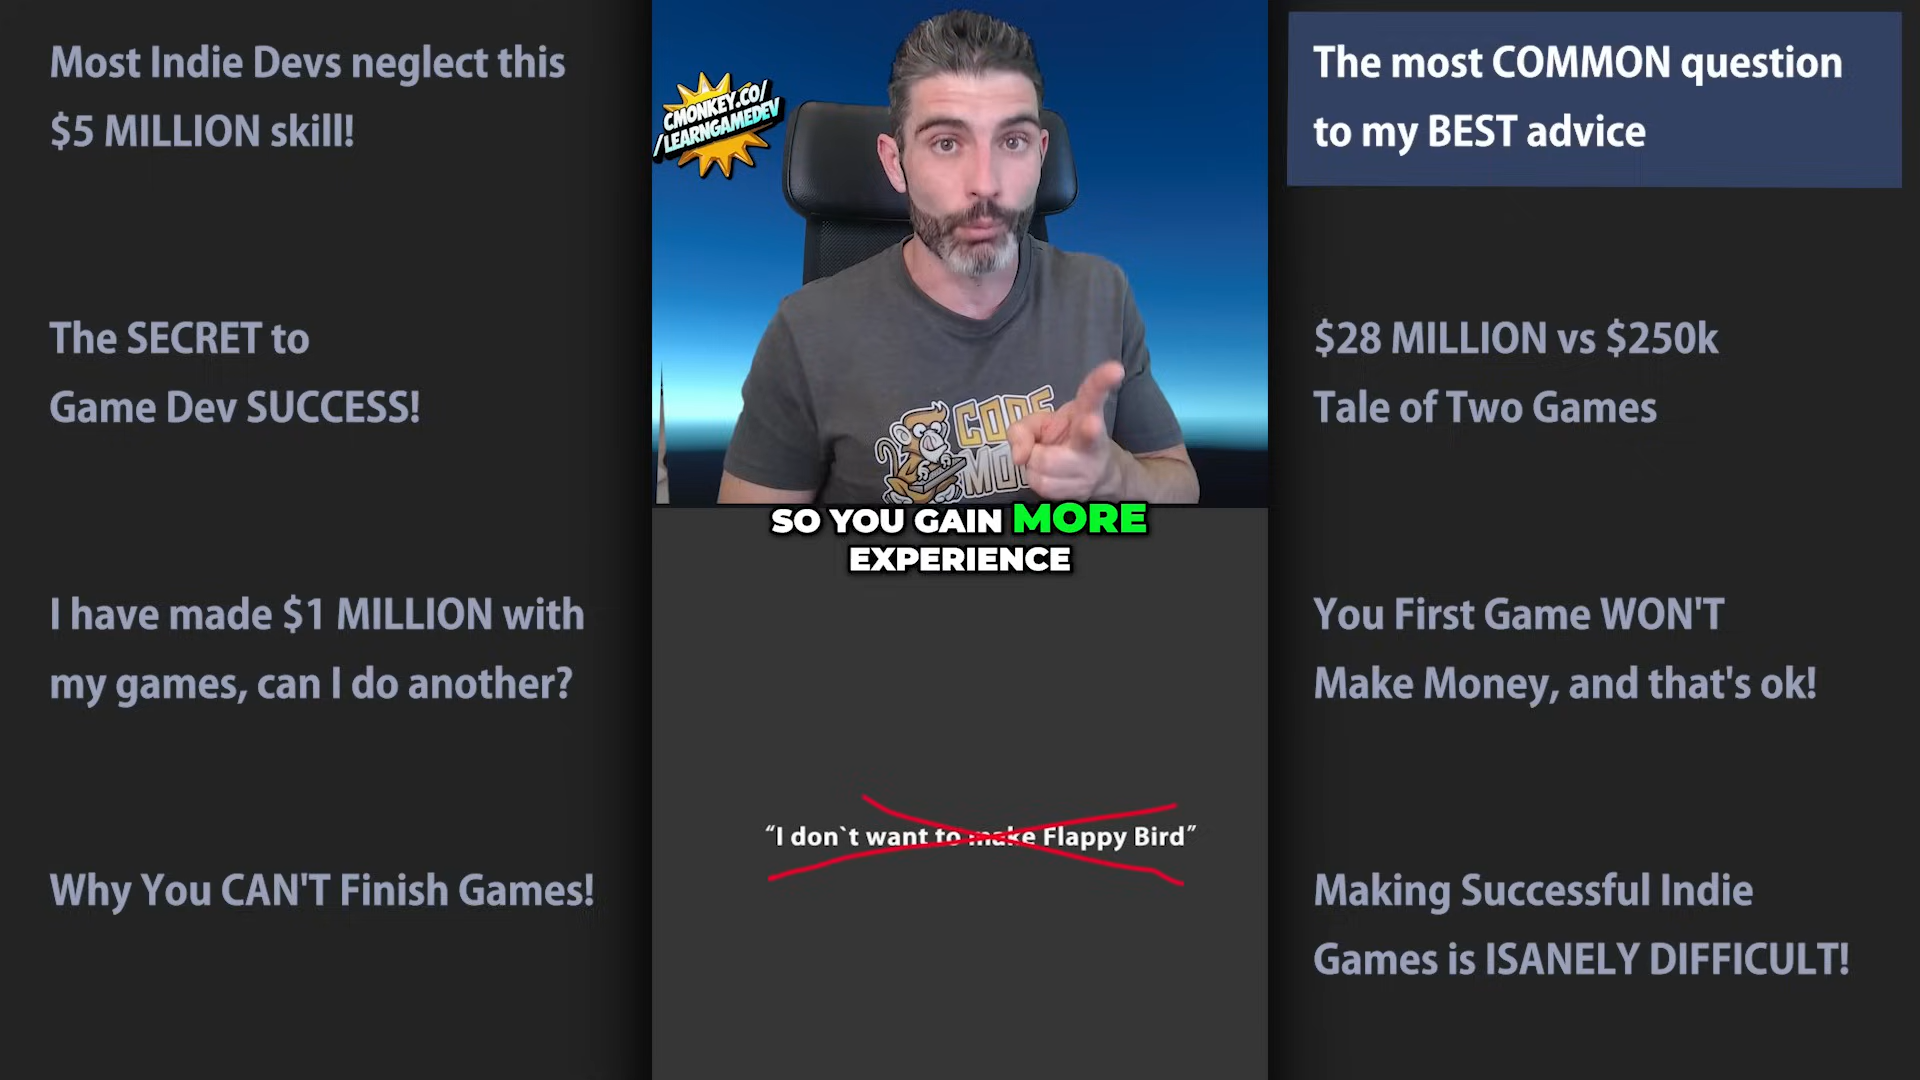 Most Indie Devs neglect this
$5 MILLION skill!
The SECRET to
Game Dev SUCCESS!
I have made $1 MILLION with
my games, can I do another?
Why You CAN'T Finish Games!
CMONKEY.CO/
/LEARNGAMEDEV
CODE
MO
SO YOU GAIN MORE
EXPERIENCE
“I don`t want to make Flappy Bird”
The most COMMON question
to my BEST advice
$28 MILLION vs $250k
Tale of Two Games
You First Game WON'T
Make Money, and that's ok!
Making Successful Indie
Games is ISANELY DIFFICULT!